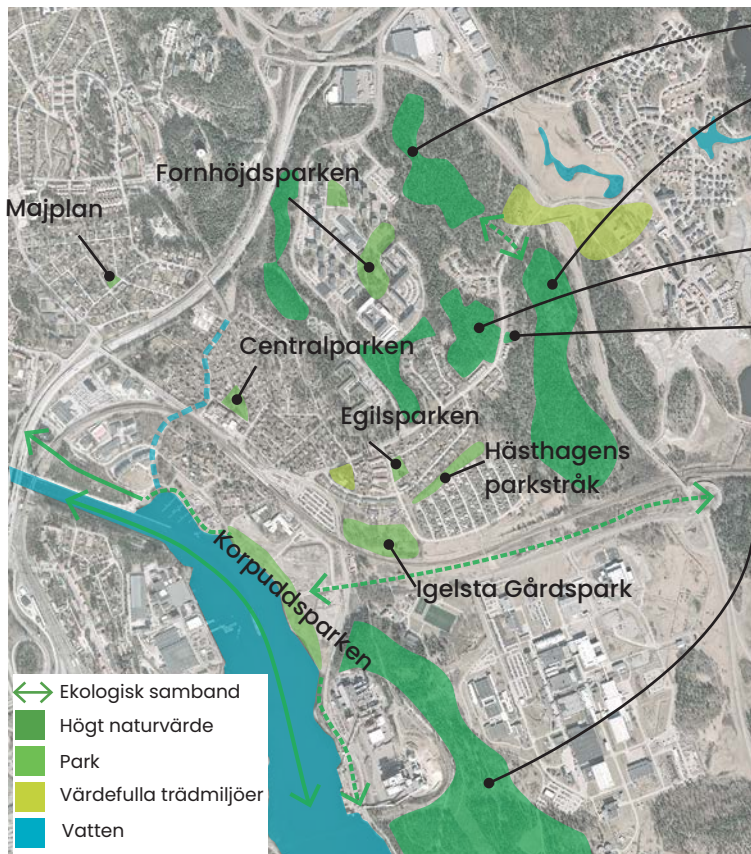 Fornhöjdsparken
Majplan
Centralparken
Egilsparken
Hästhagens
parkstråk
Igelsta Gårdspark
Korpuddsparken
Ekologisk samband
Högt naturvärde
Park
Värdefulla trädmiljöer
Vatten